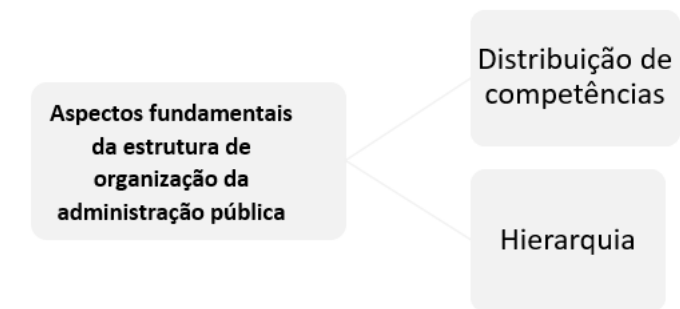 Aspectos fundamentais
da estrutura de
organização da
administração pública
Distribuição de
competências
Hierarquia